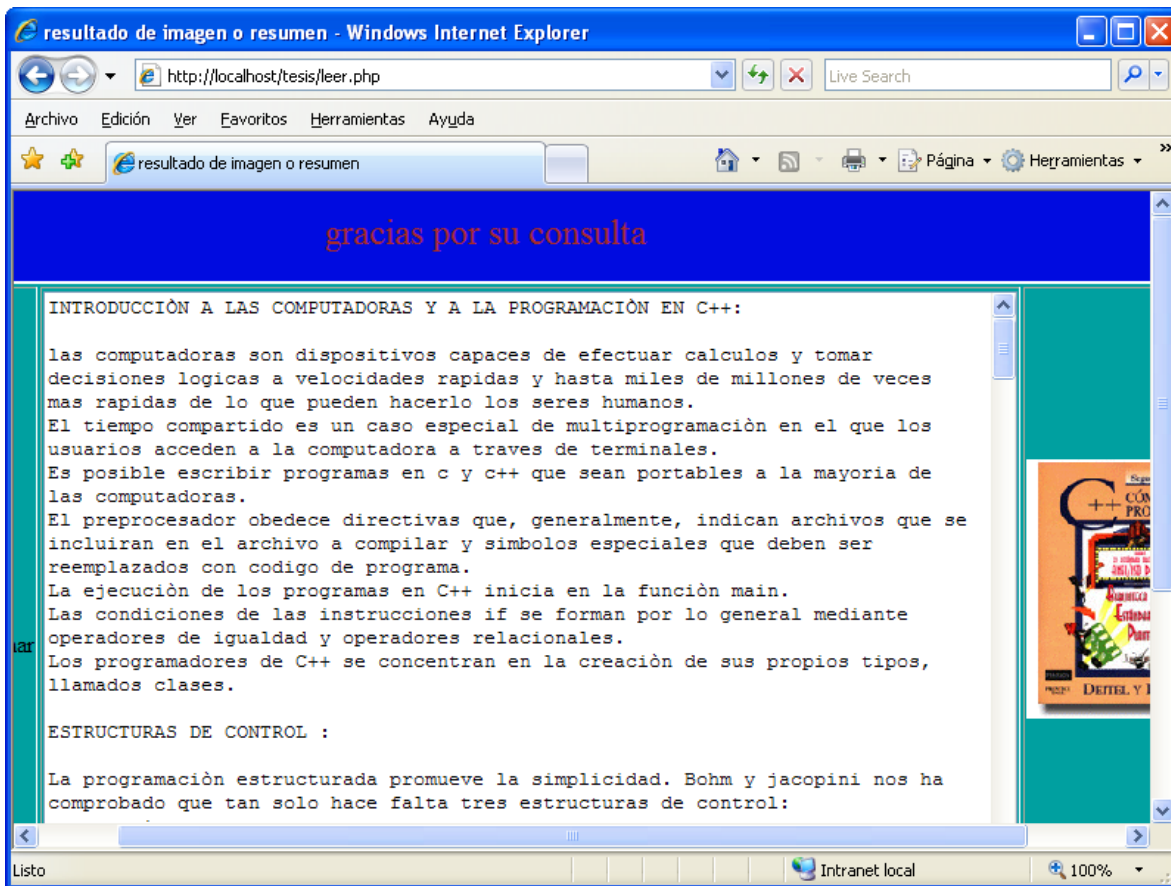 resultado de imagen o resumen - Windows Internet Explorer
http://localhost/tesis/leer.php
Live Search
Archivo Edición Ver Favoritos Herramientas Ayuda
resultado de imagen o resumen
Página Herramientas
gracias por su consulta
INTRODUCCIÒN A LAS COMPUTADORAS Y A LA PROGRAMACIÒN EN C++:
las computadoras son dispositivos capaces de efectuar calculos y tomar
decisiones logicas a velocidades rapidas y hasta miles de millones de veces
mas rapidas de lo que pueden hacerlo los seres humanos.
El tiempo compartido es un caso especial de multiprogramaciòn en el que los
usuarios acceden a la computadora a traves de terminales.
Es posible escribir programas en c y c++ que sean portables a la mayoria de
las computadoras.
El preprocesador obedece directivas que, generalmente, indican archivos que se
incluiran en el archivo a compilar y simbolos especiales que deben ser
reemplazados con codigo de programa.
La ejecuciòn de los programas en C++ inicia en la funciòn main.
Las condiciones de las instrucciones if se forman por lo general mediante
operadores de igualdad y operadores relacionales.
Los programadores de C++ se concentran en la creaciòn de sus propios tipos,
llamados clases.
ESTRUCTURAS DE CONTROL :
La programaciòn estructurada promueve la simplicidad. Bohm y jacopini nos ha
comprobado que tan solo hace falta tres estructuras de control:
C++
DEITEL Y
Listo
Intranet local
100%